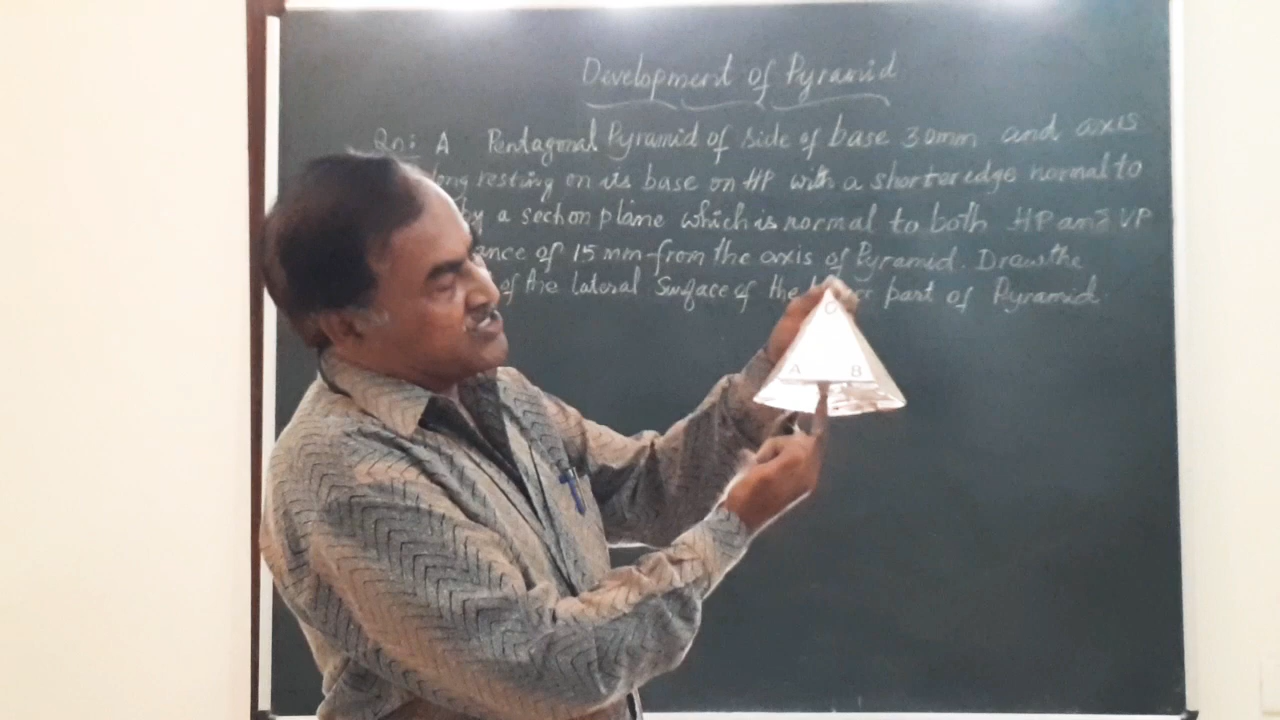 Development of Pyramid
Qn: A Pentagonal Pyramid of side of base 30mm and axis
long resting on its base on HP with a shorter edge normal to
by a section plane which is normal to both HP and VP
ance of 15 mm from the axis of Pyramid. Draw the
of the lateral Surface of the part of Pyramid.
O
A B